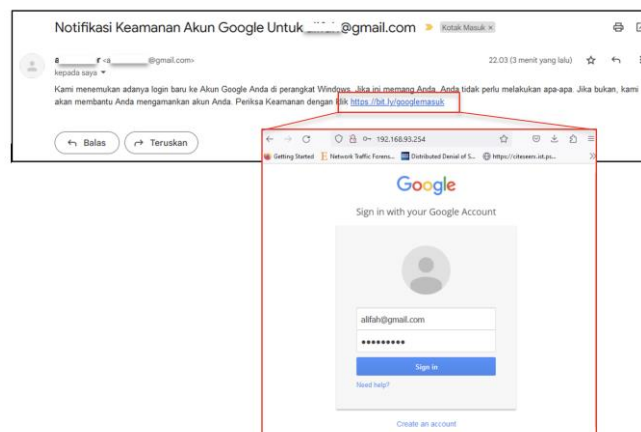 Notifikasi Keamanan Akun Google Untuk alifah@gmail.com Kotak Masuk ×
a r <a @gmail.com> 22.03 (3 menit yang lalu)
kepada saya
Kami menemukan adanya login baru ke Akun Google Anda di perangkat Windows. Jika ini memang Anda. Anda tidak perlu melakukan apa-apa. Jika bukan, kami
akan membantu Anda mengamankan akun Anda. Periksa Keamanan dengan klik https://bit.ly/googlemasuk
Balas Teruskan
192.168.93.254
Getting Started Network Traffic Forens... Distributed Denial of S... https://citeseerx.ist.ps...
Google
Sign in with your Google Account
alifah@gmail.com
Sign in
Need help?
Create an account